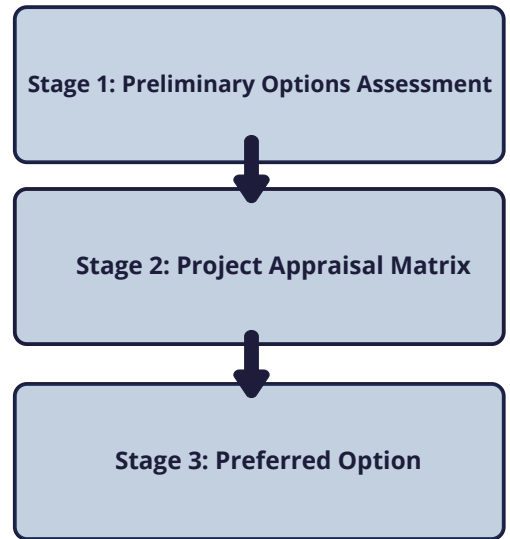 Stage 1: Preliminary Options Assessment
Stage 2: Project Appraisal Matrix
Stage 3: Preferred Option